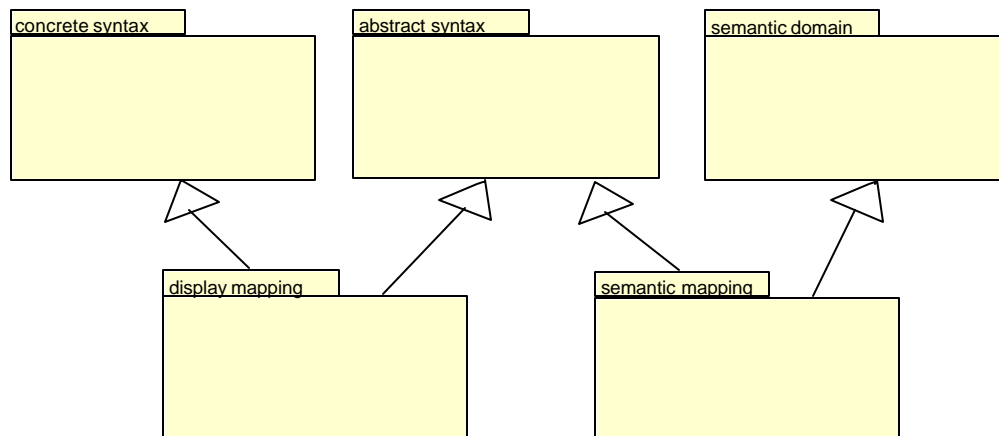 concrete syntax
abstract syntax
semantic domain
display mapping
semantic mapping